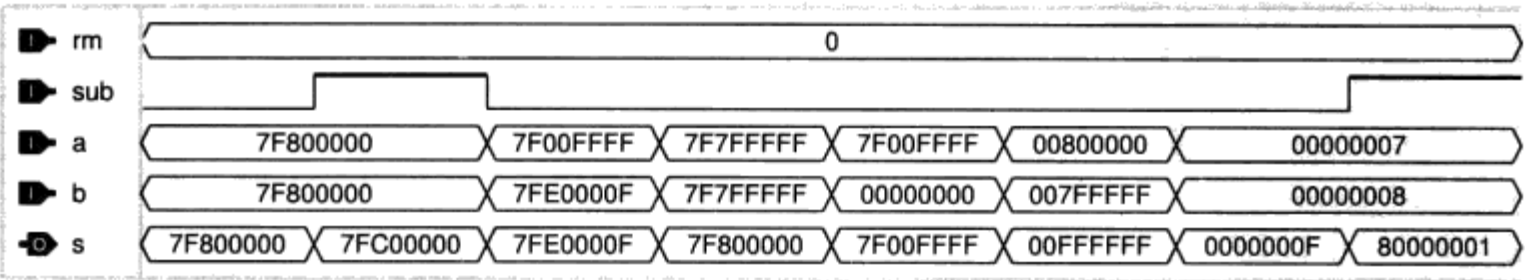 rm 0
sub
a 7F800000 7F00FFFF 7F7FFFFF 7F00FFFF 00800000 00000007
b 7F800000 7FE0000F 7F7FFFFF 00000000 007FFFFF 00000008
s 7F800000 7FC00000 7FE0000F 7F800000 7F00FFFF 00FFFFFF 0000000F 80000001